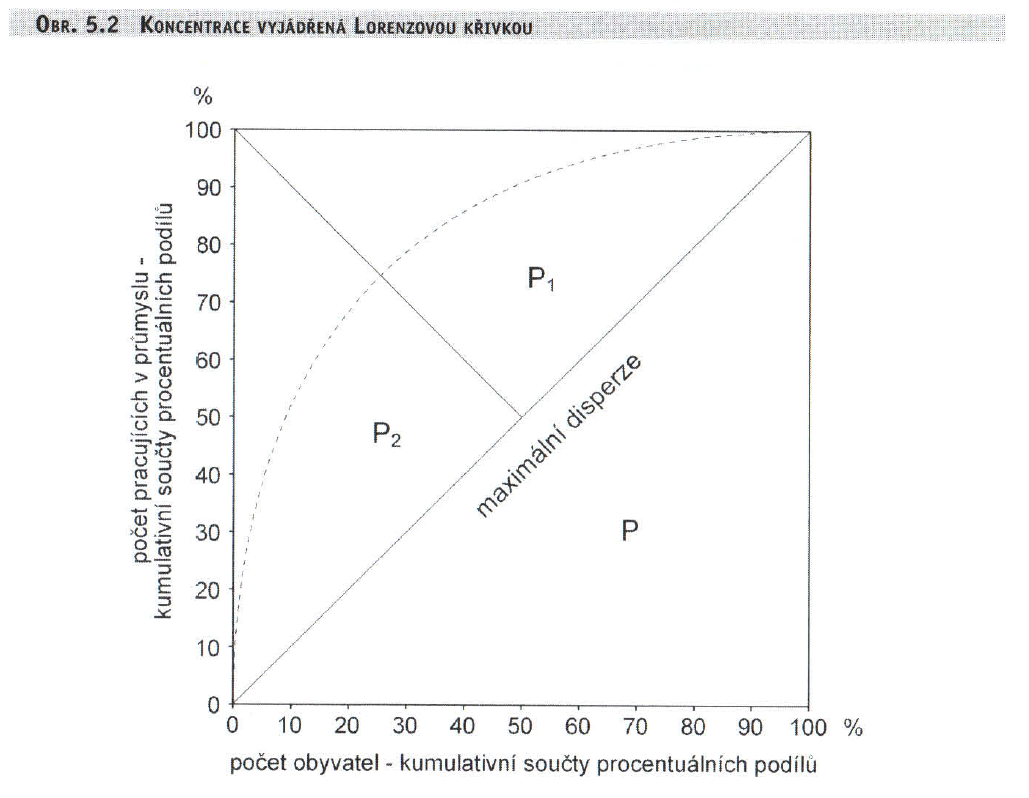 OBR. 5.2 KONCENTRACE VYJÁDŘENÁ LORENZOVOU KŘIVKOU
%
100
90
80
70
60
50
40
30
20
10
0
počet pracujících v průmyslu -
kumulativní součty procentuálních podílů
P1
P2
maximální disperze
P
0 10 20 30 40 50 60 70 80 90 100 %
počet obyvatel - kumulativní součty procentuálních podílů